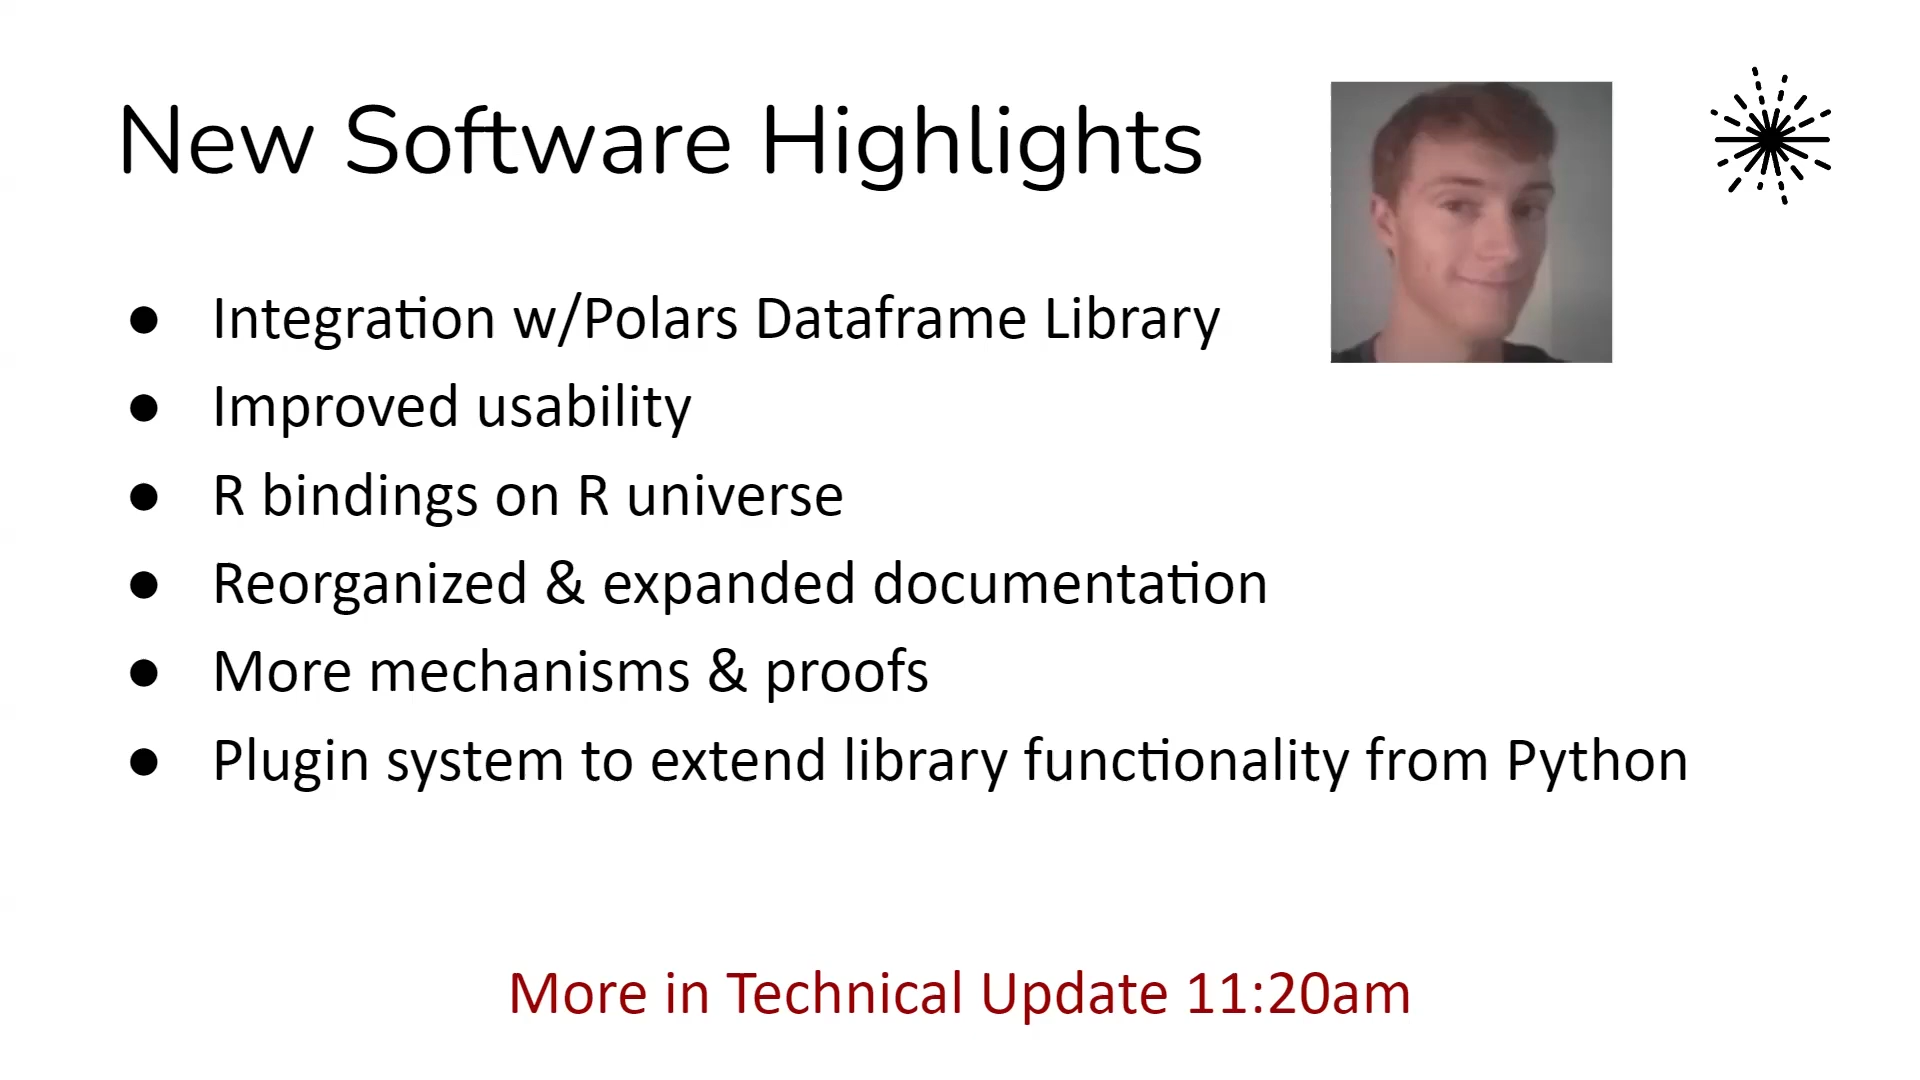 New Software Highlights
● Integration w/Polars Dataframe Library
● Improved usability
● R bindings on R universe
● Reorganized & expanded documentation
● More mechanisms & proofs
● Plugin system to extend library functionality from Python
More in Technical Update 11:20am